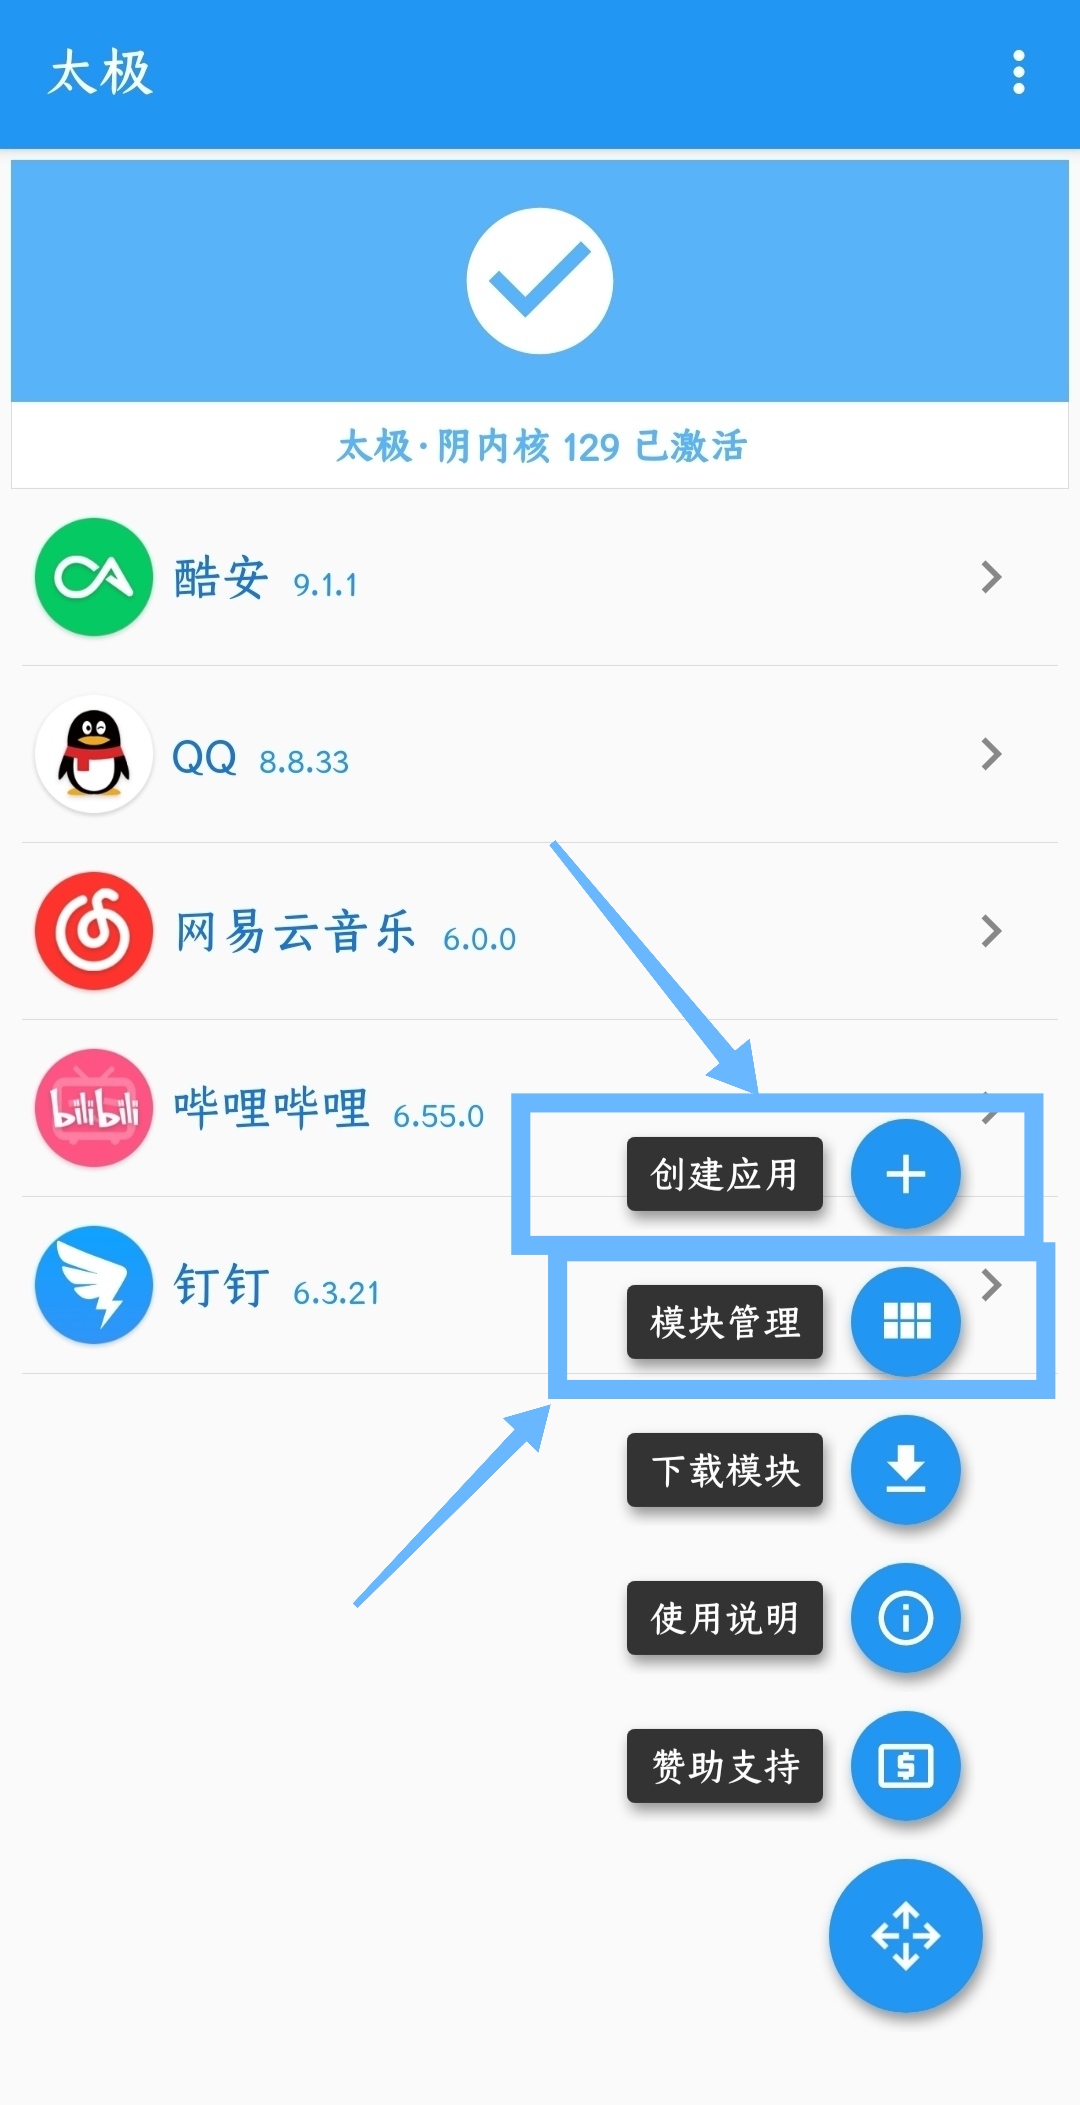 太极
太极·阴内核 129 已激活
酷安 9.1.1
QQ 8.8.33
网易云音乐 6.0.0
bilibili
哔哩哔哩 6.55.0
创建应用
钉钉 6.3.21
模块管理
下载模块
使用说明
赞助支持